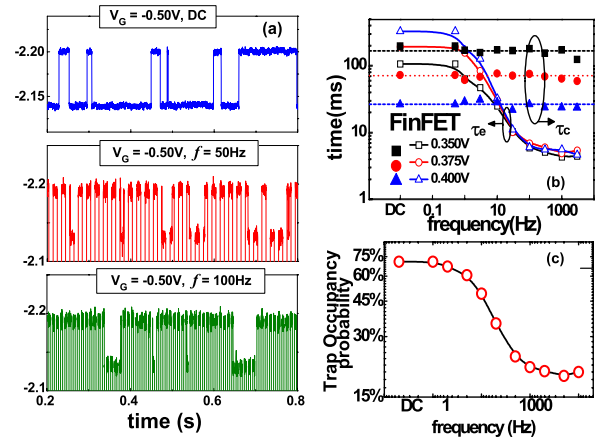 V_G = -0.50V, DC
(a)
-2.20
-2.15
V_G = -0.50V, f = 50Hz
-2.2
-2.1
V_G = -0.50V, f = 100Hz
-2.2
-2.1
0.2 0.4 0.6 0.8
time (s)
time(ms)
100
10
1
FinFET
τ_e
τ_c
0.350V
0.375V
0.400V
(b)
DC 0.1 1 10 100 1000
frequency(Hz)
Trap Occupancy
probability
75%
60%
45%
30%
15%
(c)
DC 1 1000
frequency (Hz)